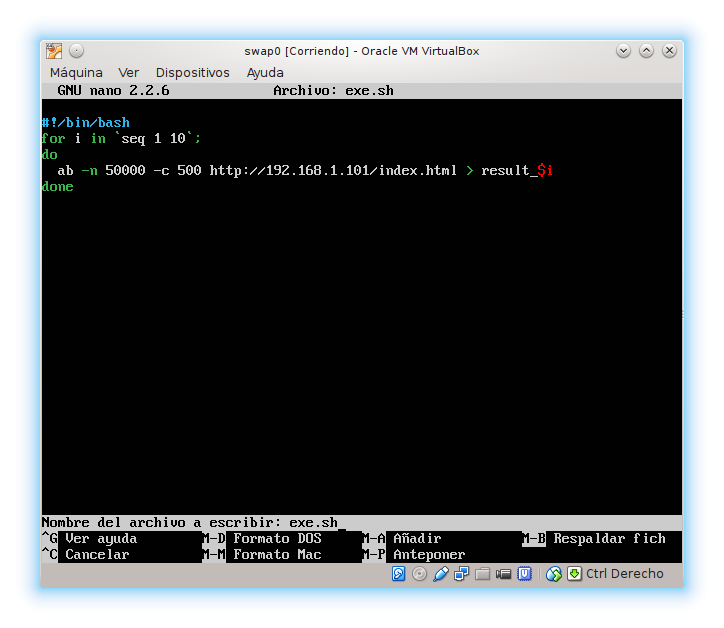 swap0 [Corriendo] - Oracle VM VirtualBox
Máquina Ver Dispositivos Ayuda
GNU nano 2.2.6 Archivo: exe.sh
#!/bin/bash
for i in `seq 1 10`;
do
  ab -n 50000 -c 500 http://192.168.1.101/index.html > result_$i
done
Nombre del archivo a escribir: exe.sh
^G Ver ayuda M-D Formato DOS M-A Añadir M-B Respaldar fich
^C Cancelar M-M Formato Mac M-P Anteponer
Ctrl Derecho